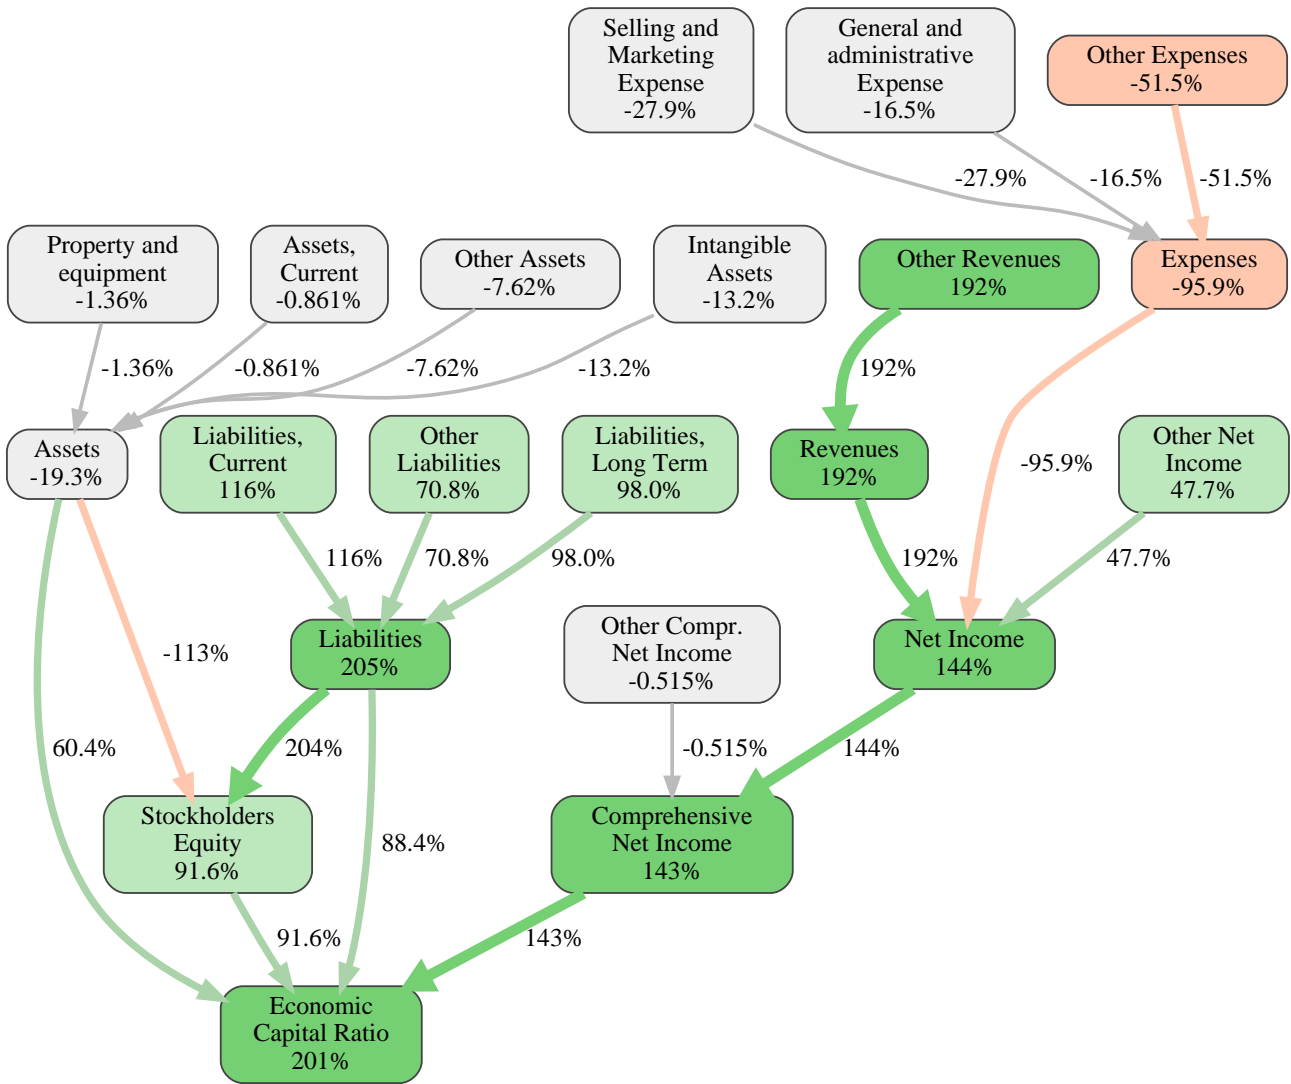 Selling and
Marketing
Expense
-27.9%
General and
administrative
Expense
-16.5%
Other Expenses
-51.5%
-27.9%
-16.5%
-51.5%
Property and
equipment
-1.36%
Assets,
Current
-0.861%
Other Assets
-7.62%
Intangible
Assets
-13.2%
Other Revenues
192%
Expenses
-95.9%
-1.36%
-0.861%
-7.62%
-13.2%
192%
Assets
-19.3%
Liabilities,
Current
116%
Other
Liabilities
70.8%
Liabilities,
Long Term
98.0%
Revenues
192%
-95.9%
Other Net
Income
47.7%
116%
70.8%
98.0%
192%
47.7%
-113%
Liabilities
205%
Other Compr.
Net Income
-0.515%
Net Income
144%
60.4%
204%
-0.515%
144%
Stockholders
Equity
91.6%
88.4%
Comprehensive
Net Income
143%
91.6%
143%
Economic
Capital Ratio
201%